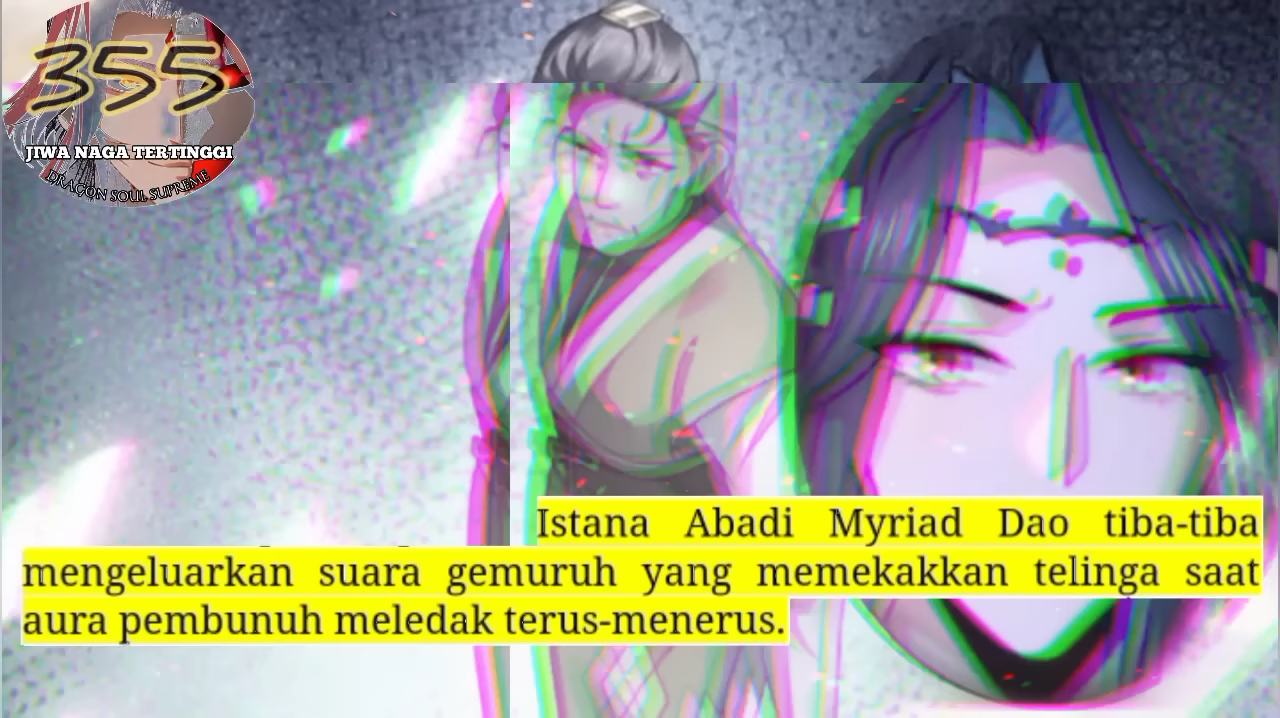 355
JIWA NAGA TERTINGGI
DRAGON SOUL SUPREME
Istana Abadi Myriad Dao tiba-tiba
mengeluarkan suara gemuruh yang memekakkan telinga saat
aura pembunuh meledak terus-menerus.